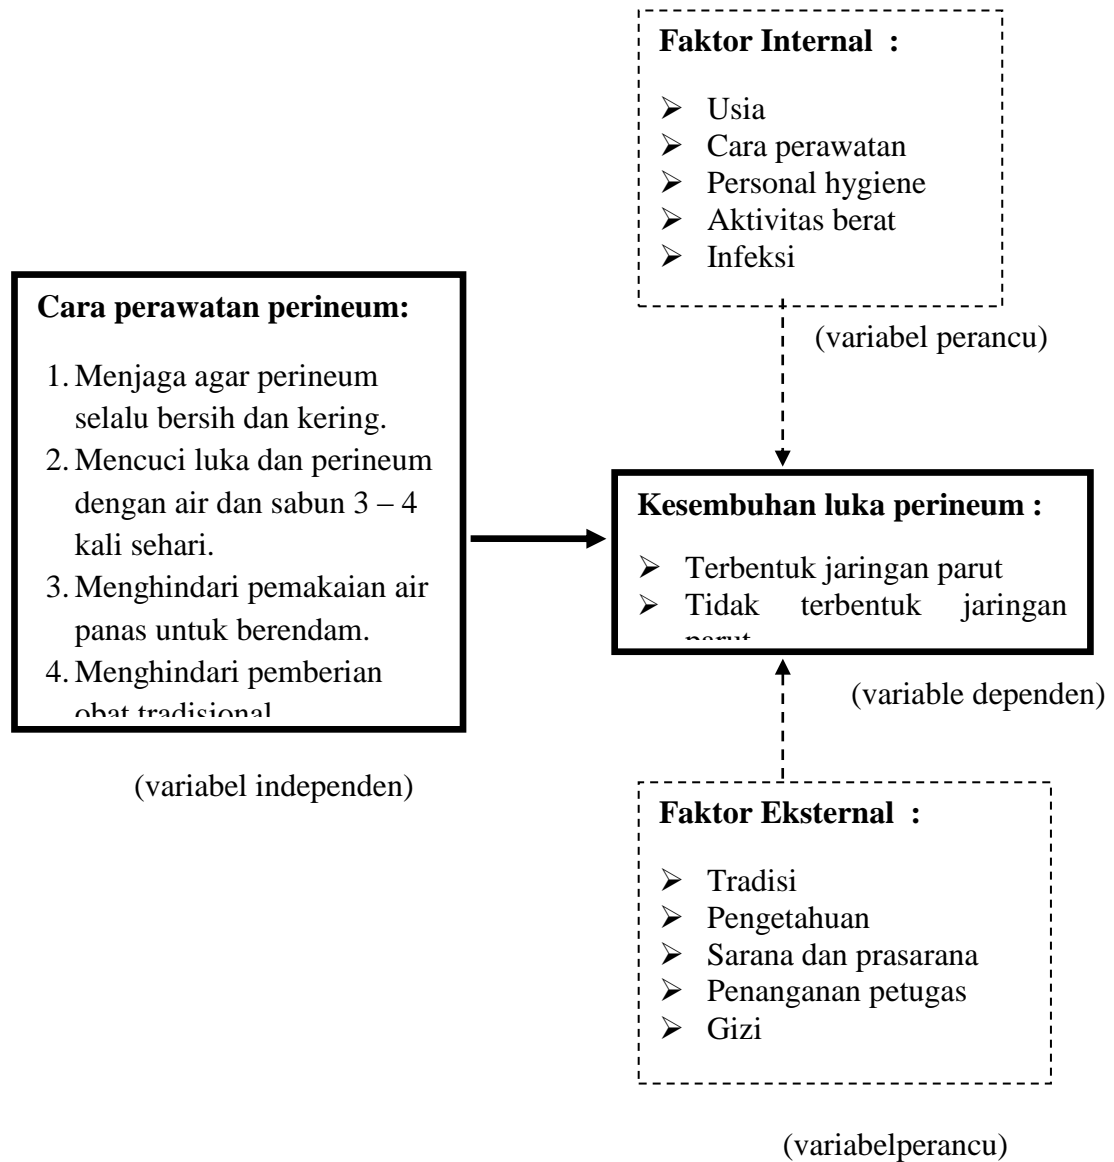 Faktor Internal :
➢ Usia
➢ Cara perawatan
➢ Personal hygiene
➢ Aktivitas berat
➢ Infeksi
(variabel perancu)
Cara perawatan perineum:
1. Menjaga agar perineum
selalu bersih dan kering.
2. Mencuci luka dan perineum
dengan air dan sabun 3 – 4
kali sehari.
3. Menghindari pemakaian air
panas untuk berendam.
4. Menghindari pemberian
obat tradisional
(variabel independen)
Kesembuhan luka perineum :
➢ Terbentuk jaringan parut
➢ Tidak terbentuk jaringan
parut
(variable dependen)
Faktor Eksternal :
➢ Tradisi
➢ Pengetahuan
➢ Sarana dan prasarana
➢ Penanganan petugas
➢ Gizi
(variabelperancu)